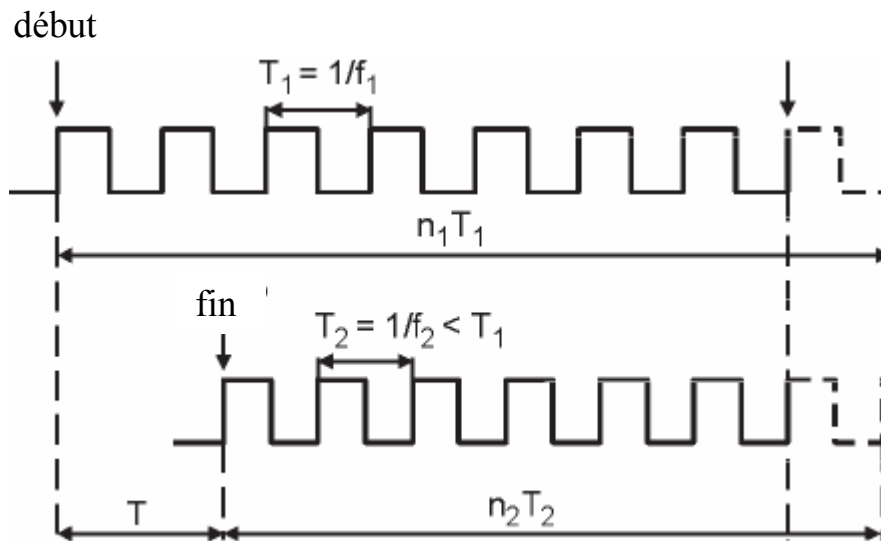 début
T₁ = 1/f₁
n₁T₁
fin
T₂ = 1/f₂ < T₁
T
n₂T₂